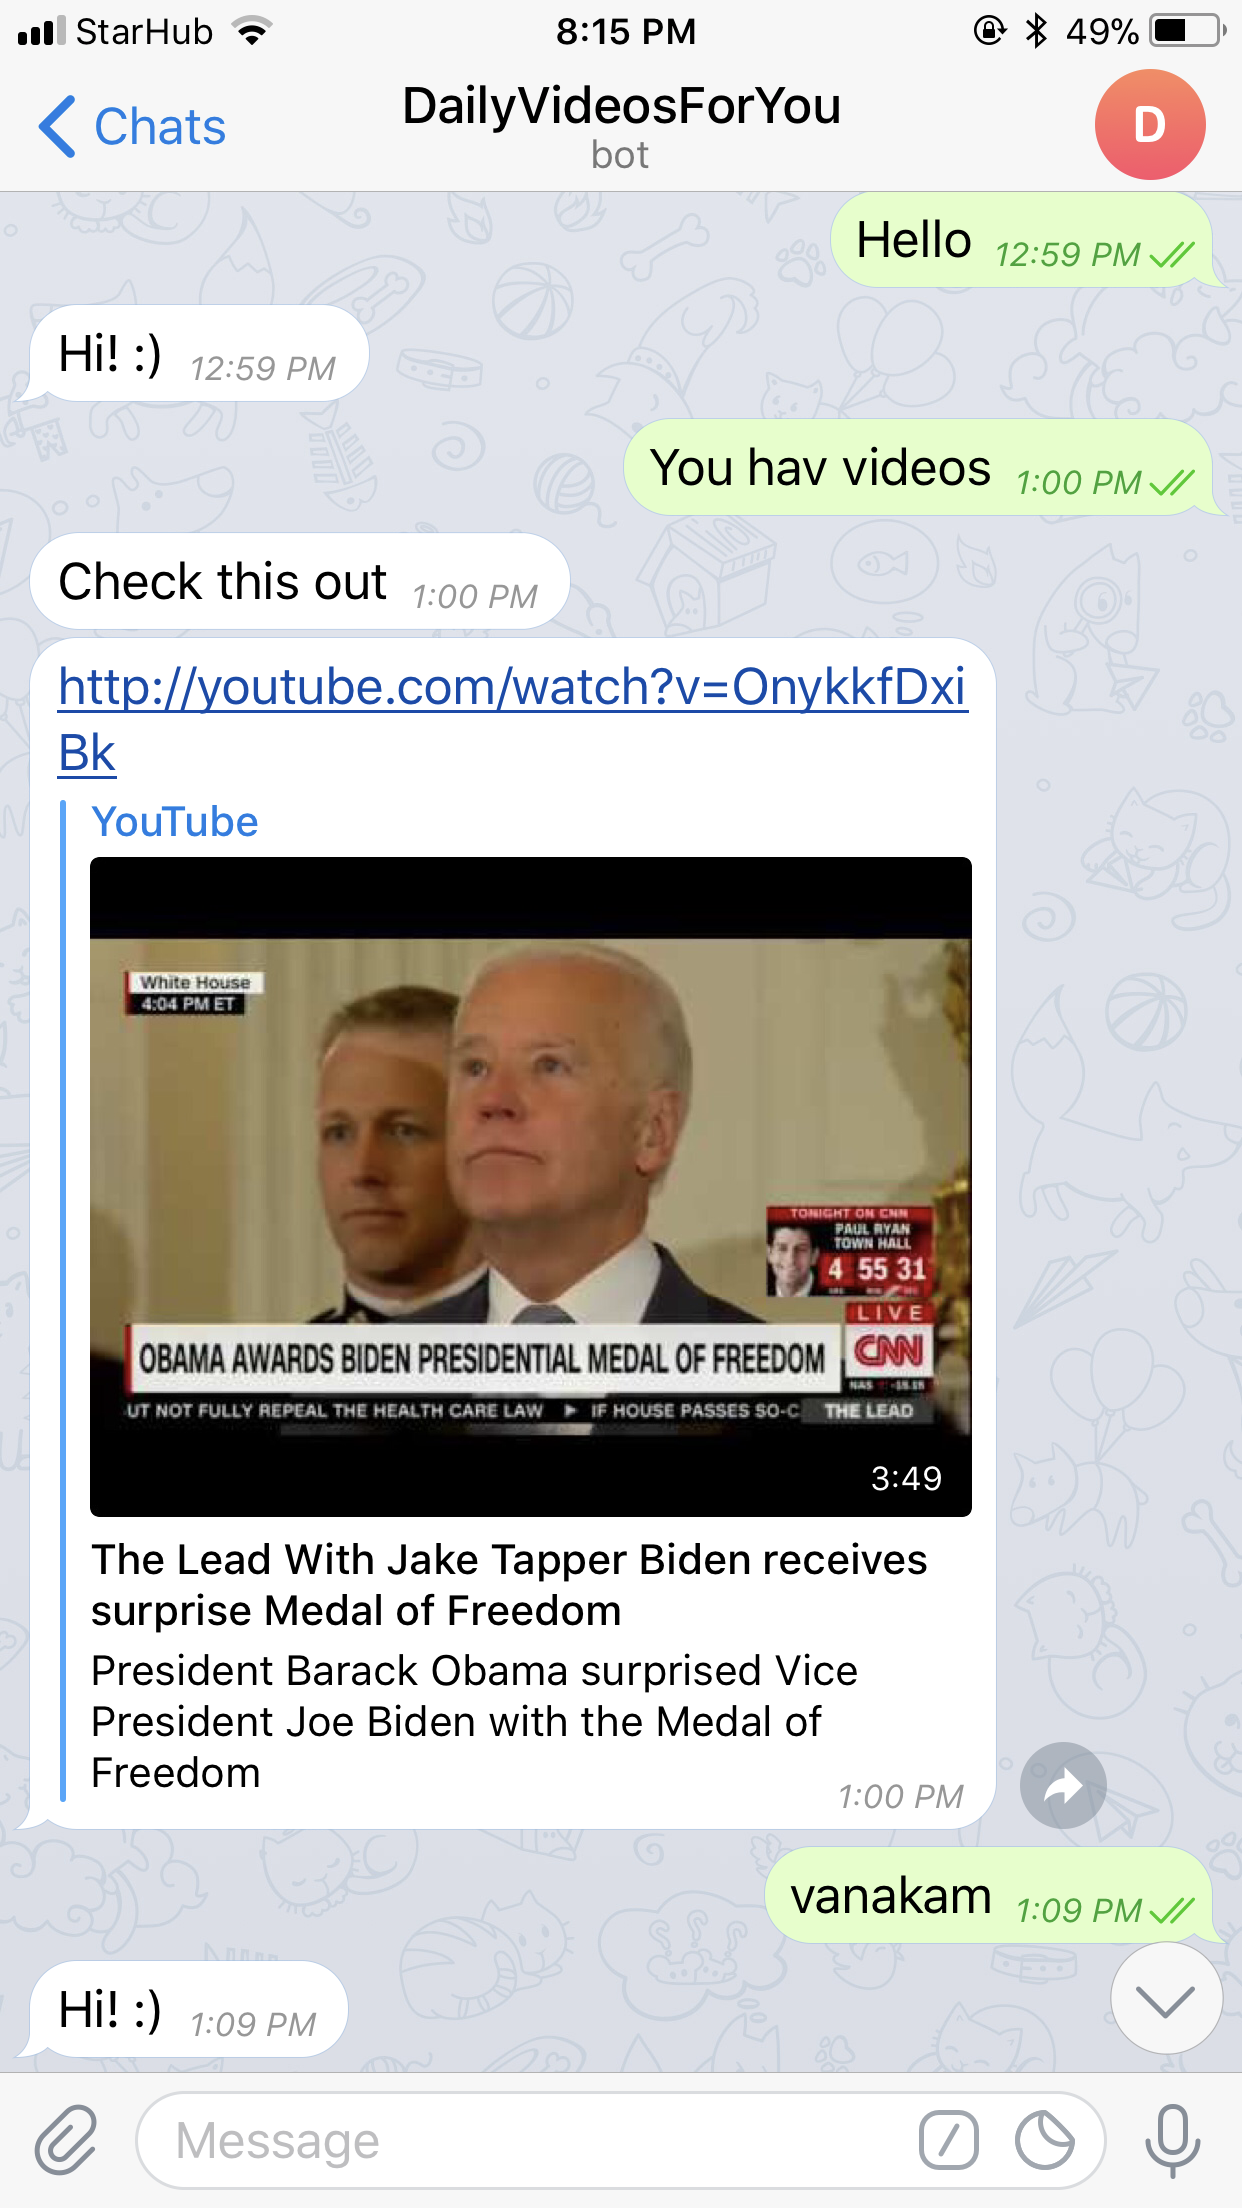 StarHub 8:15 PM 49%
Chats DailyVideosForYou D
bot
Hello 12:59 PM
Hi! :) 12:59 PM
You hav videos 1:00 PM
Check this out 1:00 PM
http://youtube.com/watch?v=OnykkfDxi
Bk
YouTube
White House
4:04 PM ET
TONIGHT ON CNN
PAUL RYAN
TOWN HALL
4 55 31
LIVE
OBAMA AWARDS BIDEN PRESIDENTIAL MEDAL OF FREEDOM CNN
NAS -15.15
UT NOT FULLY REPEAL THE HEALTH CARE LAW ► IF HOUSE PASSES SO-C THE LEAD
3:49
The Lead With Jake Tapper Biden receives
surprise Medal of Freedom
President Barack Obama surprised Vice
President Joe Biden with the Medal of
Freedom
1:00 PM
vanakam 1:09 PM
Hi! :) 1:09 PM
Message